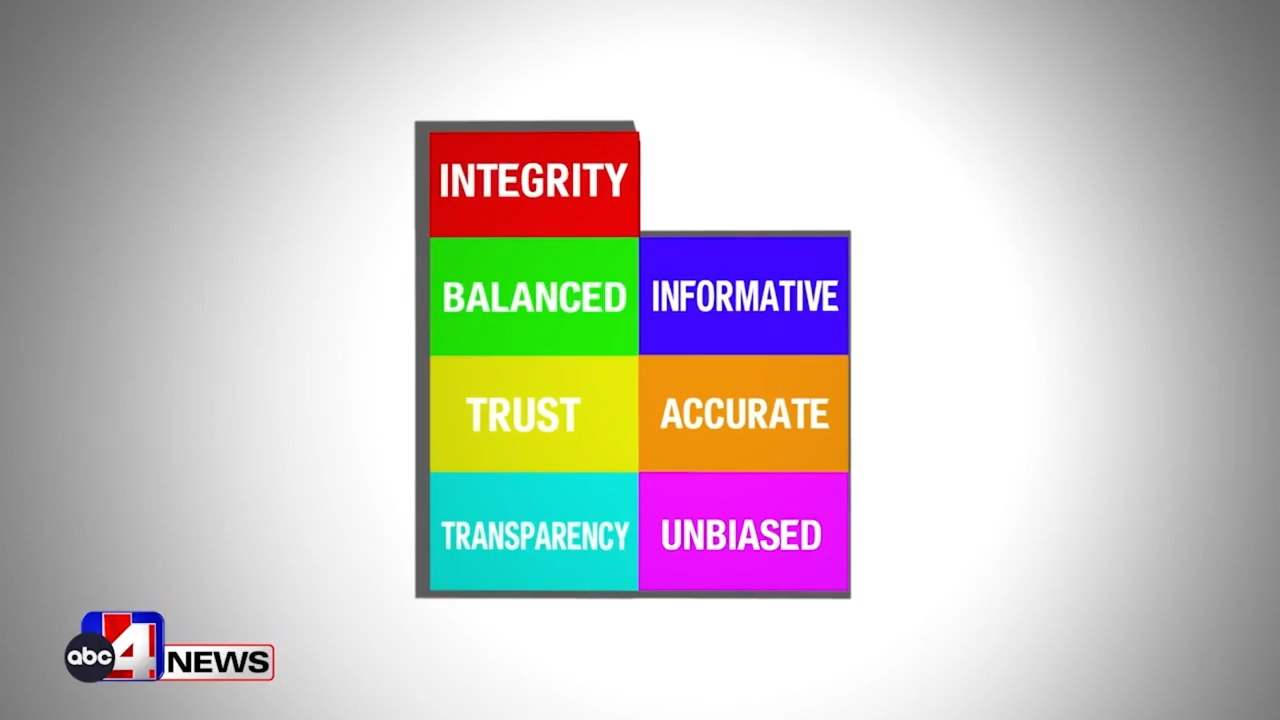 INTEGRITY
BALANCED
INFORMATIVE
TRUST
ACCURATE
TRANSPARENCY
UNBIASED
abc 4 NEWS